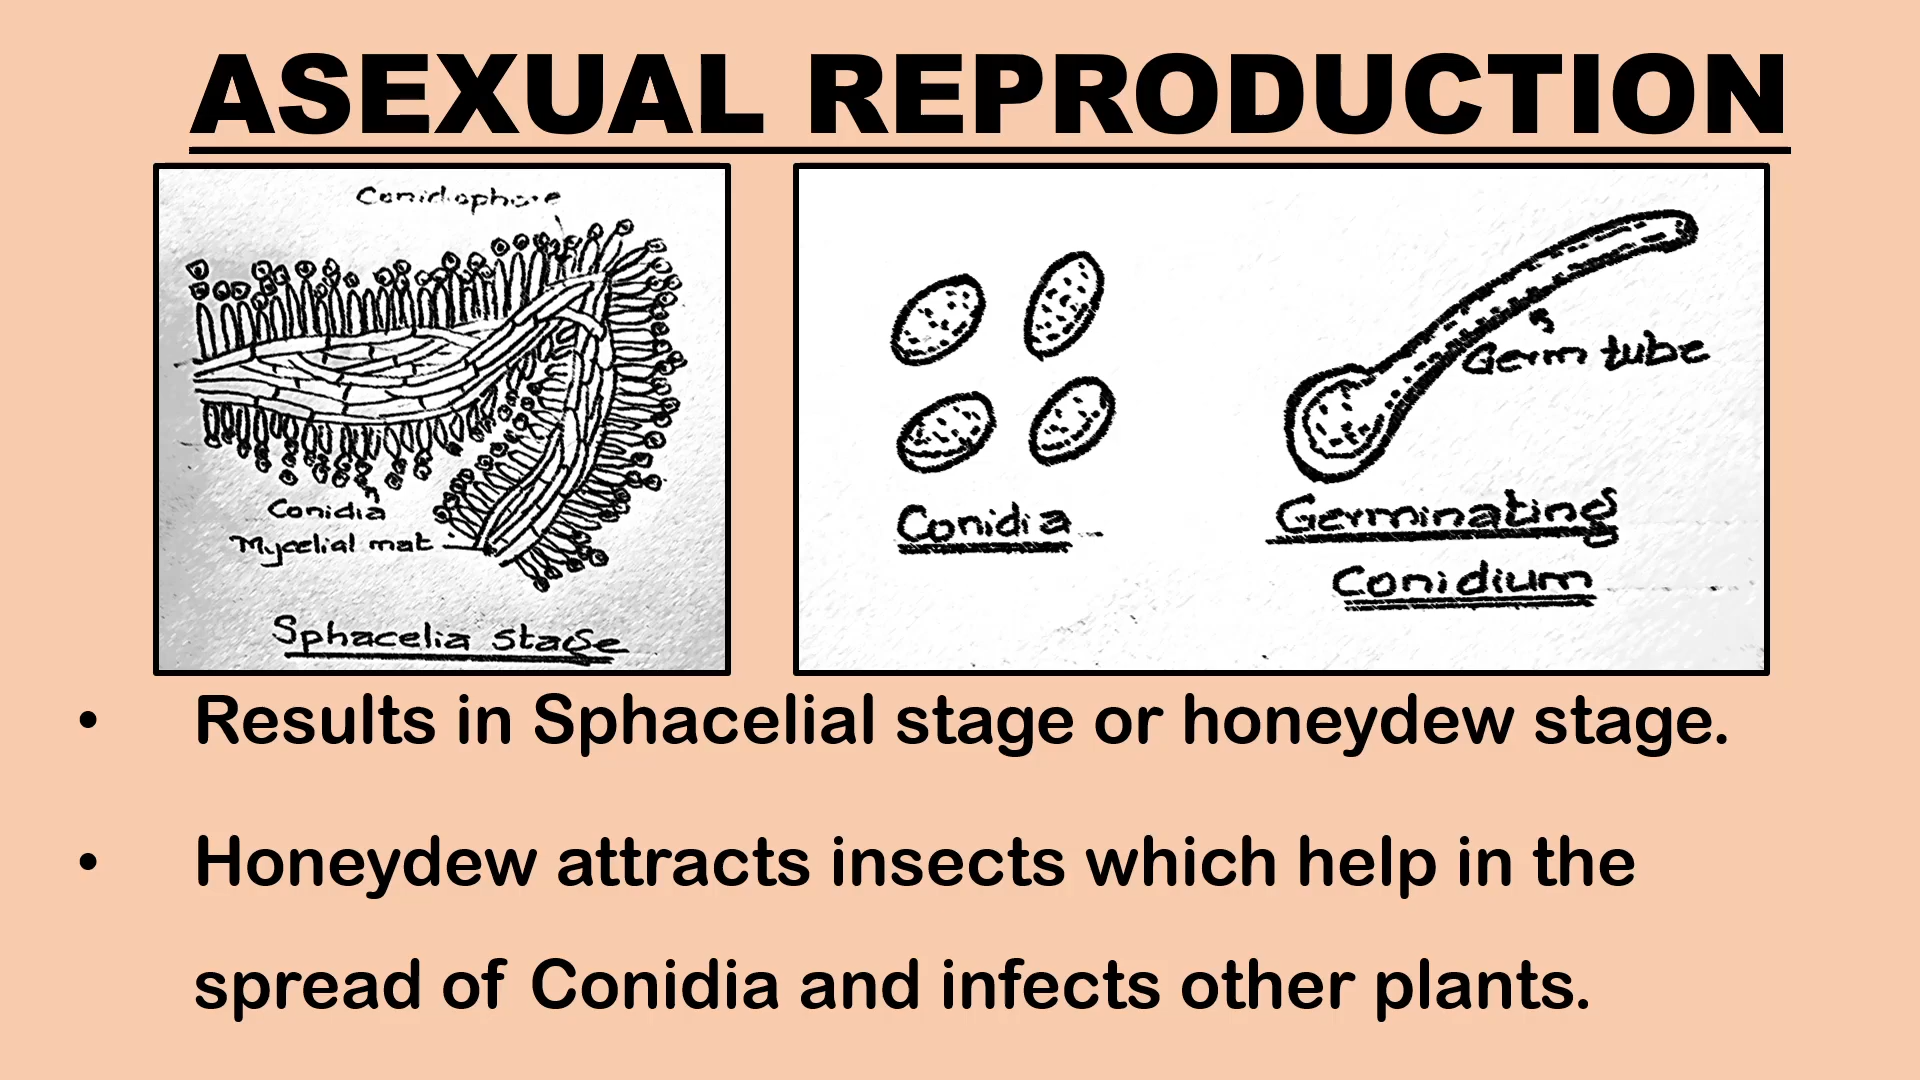 ASEXUAL REPRODUCTION
Conidiophore
Conidia
Mycelial mat
Sphacelia stage
Conidia
Germ tube
Germinating
Conidium
• Results in Sphacelial stage or honeydew stage.
• Honeydew attracts insects which help in the
spread of Conidia and infects other plants.